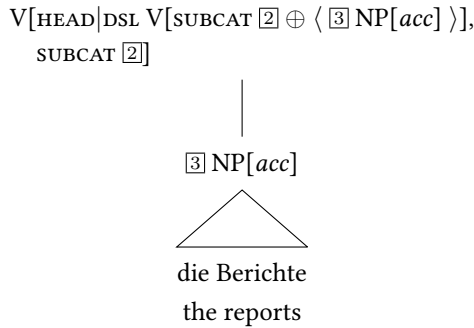 V[HEAD|DSL V[SUBCAT 2 ⊕ ⟨ 3 NP[acc] ⟩],
SUBCAT 2]
3 NP[acc]
die Berichte
the reports